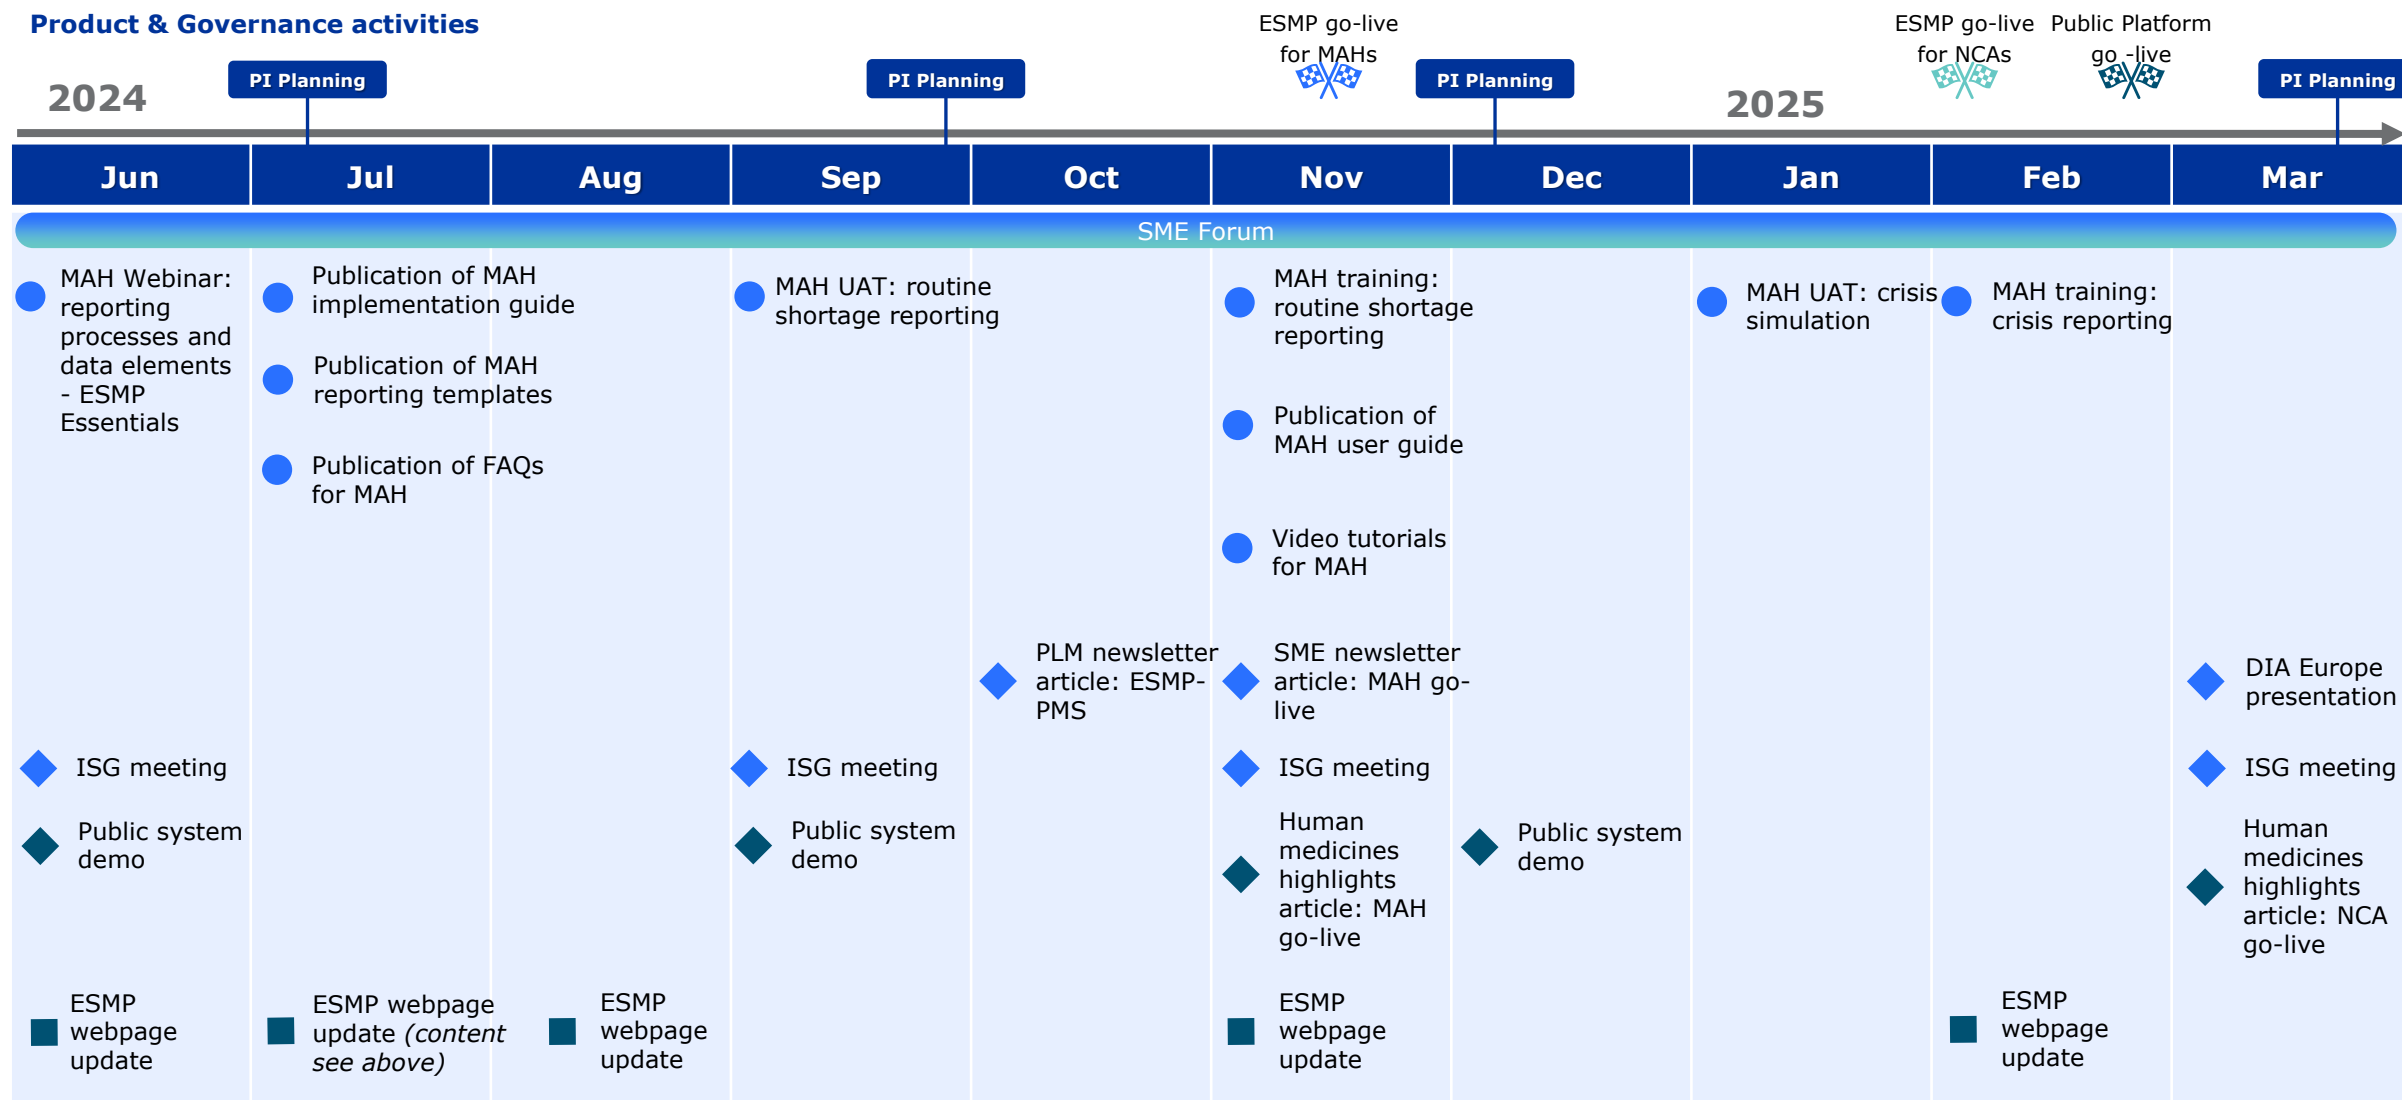 Product & Governance activities
ESMP go-live
for MAHs
ESMP go-live
for NCAs
Public Platform
go -live
2024
PI Planning
PI Planning
PI Planning
2025
PI Planning
Jun
Jul
Aug
Sep
Oct
Nov
Dec
Jan
Feb
Mar
SME Forum
MAH Webinar:
reporting
processes and
data elements
- ESMP
Essentials
Publication of MAH
implementation guide
Publication of MAH
reporting templates
Publication of FAQs
for MAH
MAH UAT: routine
shortage reporting
MAH training:
routine shortage
reporting
Publication of
MAH user guide
Video tutorials
for MAH
MAH UAT: crisis
simulation
MAH training:
crisis reporting
PLM newsletter
article: ESMP-
PMS
SME newsletter
article: MAH go-
live
DIA Europe
presentation
ISG meeting
ISG meeting
ISG meeting
ISG meeting
Public system
demo
Public system
demo
Human
medicines
highlights
article: MAH
go-live
Public system
demo
Human
medicines
highlights
article: NCA
go-live
ESMP
webpage
update
ESMP webpage
update (content
see above)
ESMP
webpage
update
ESMP
webpage
update
ESMP
webpage
update